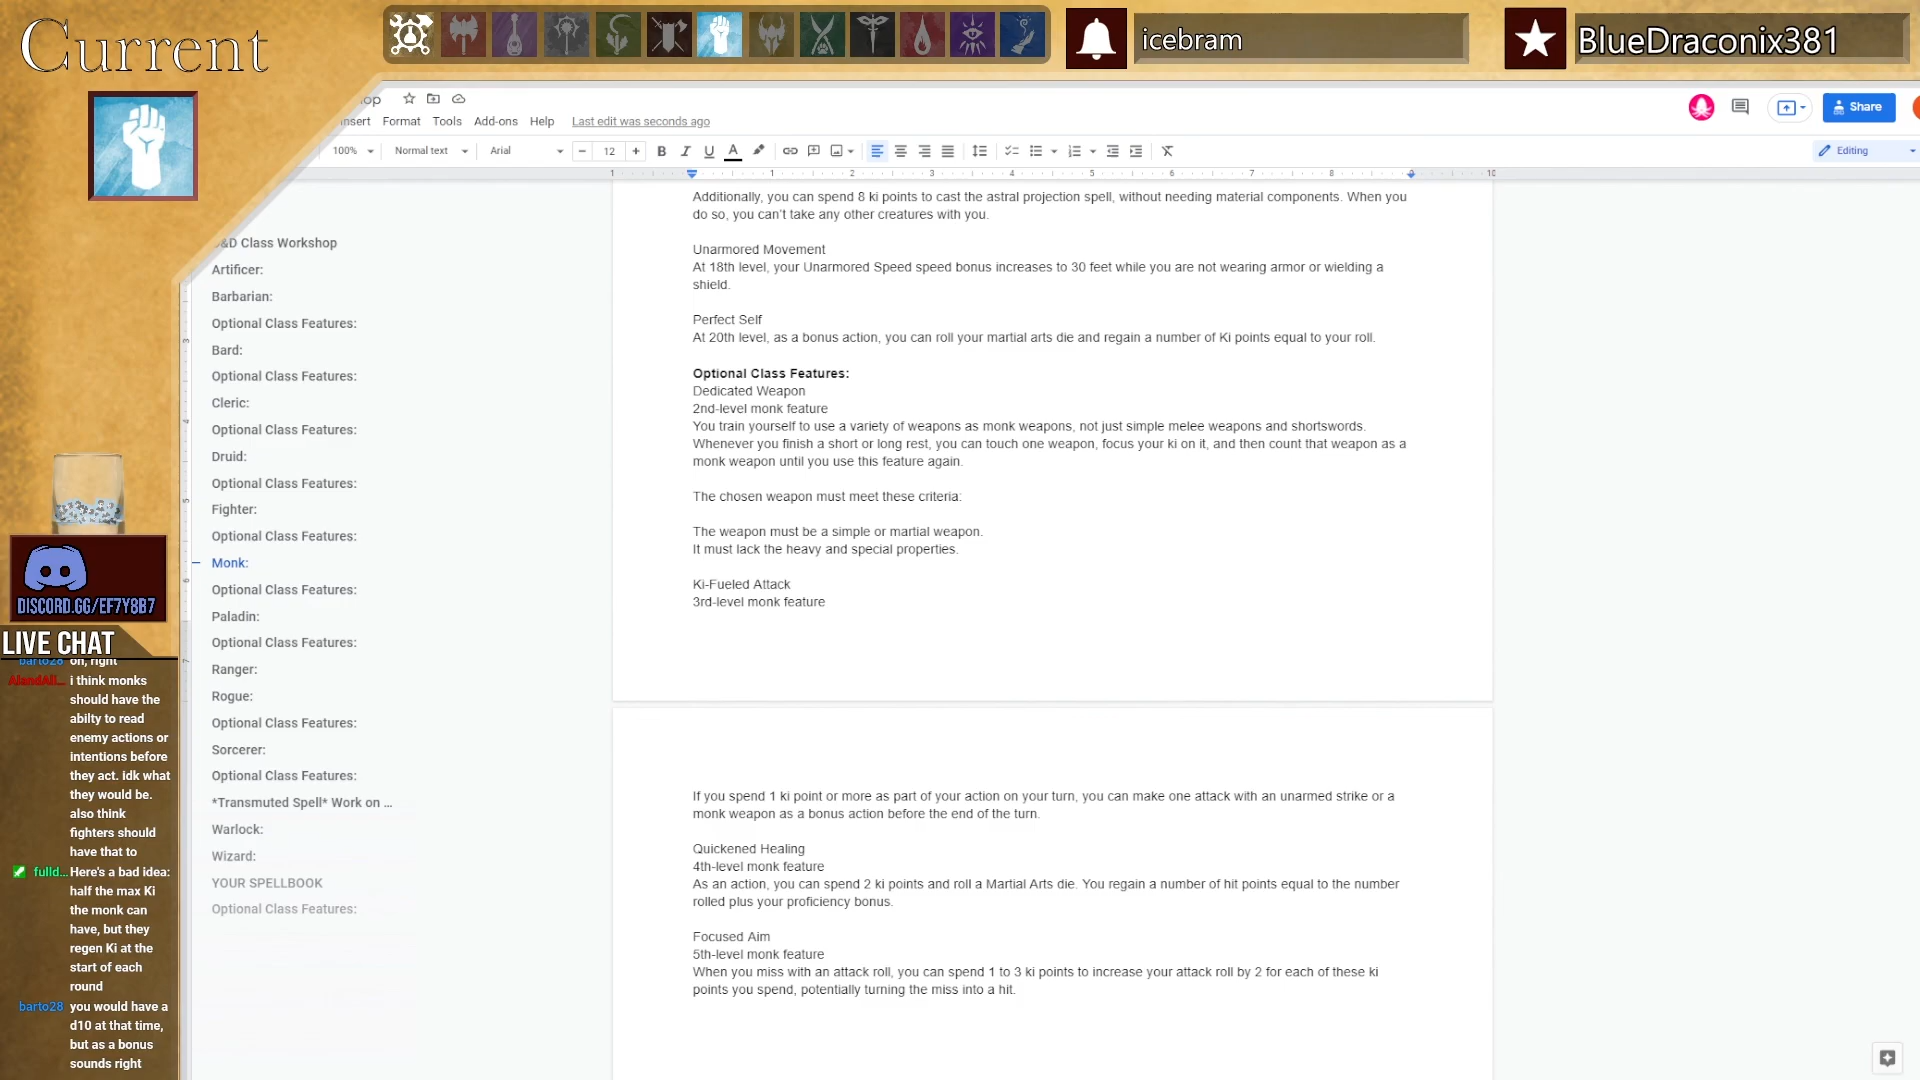 Current
icebram
BlueDraconix381
Format Tools Add-ons Help Last edit was seconds ago
Share
100% Normal text Arial 12 Editing
1 1 2 3 4 5 6 7 8 9 10
D&D Class Workshop
Artificer:
Barbarian:
Optional Class Features:
Bard:
Optional Class Features:
Cleric:
Optional Class Features:
Druid:
Optional Class Features:
Fighter:
Optional Class Features:
Monk:
Optional Class Features:
Paladin:
Optional Class Features:
Ranger:
Rogue:
Optional Class Features:
Sorcerer:
Optional Class Features:
*Transmuted Spell* Work on ...
Warlock:
Wizard:
YOUR SPELLBOOK
Optional Class Features:
Additionally, you can spend 8 ki points to cast the astral projection spell, without needing material components. When you
do so, you can't take any other creatures with you.
Unarmored Movement
At 18th level, your Unarmored Speed speed bonus increases to 30 feet while you are not wearing armor or wielding a
shield.
Perfect Self
At 20th level, as a bonus action, you can roll your martial arts die and regain a number of Ki points equal to your roll.
Optional Class Features:
Dedicated Weapon
2nd-level monk feature
You train yourself to use a variety of weapons as monk weapons, not just simple melee weapons and shortswords.
Whenever you finish a short or long rest, you can touch one weapon, focus your ki on it, and then count that weapon as a
monk weapon until you use this feature again.
The chosen weapon must meet these criteria:
The weapon must be a simple or martial weapon.
It must lack the heavy and special properties.
Ki-Fueled Attack
3rd-level monk feature
If you spend 1 ki point or more as part of your action on your turn, you can make one attack with an unarmed strike or a
monk weapon as a bonus action before the end of the turn.
Quickened Healing
4th-level monk feature
As an action, you can spend 2 ki points and roll a Martial Arts die. You regain a number of hit points equal to the number
rolled plus your proficiency bonus.
Focused Aim
5th-level monk feature
When you miss with an attack roll, you can spend 1 to 3 ki points to increase your attack roll by 2 for each of these ki
points you spend, potentially turning the miss into a hit.
DISCORD.GG/EF7Y8B7
LIVE CHAT
barto28 oh, right
i think monks
should have the
abilty to read
enemy actions or
intentions before
they act. idk what
they would be.
also think
fighters should
have that to
fulld... Here's a bad idea:
half the max Ki
the monk can
have, but they
regen Ki at the
start of each
round
barto28 you would have a
d10 at that time,
but as a bonus
sounds right